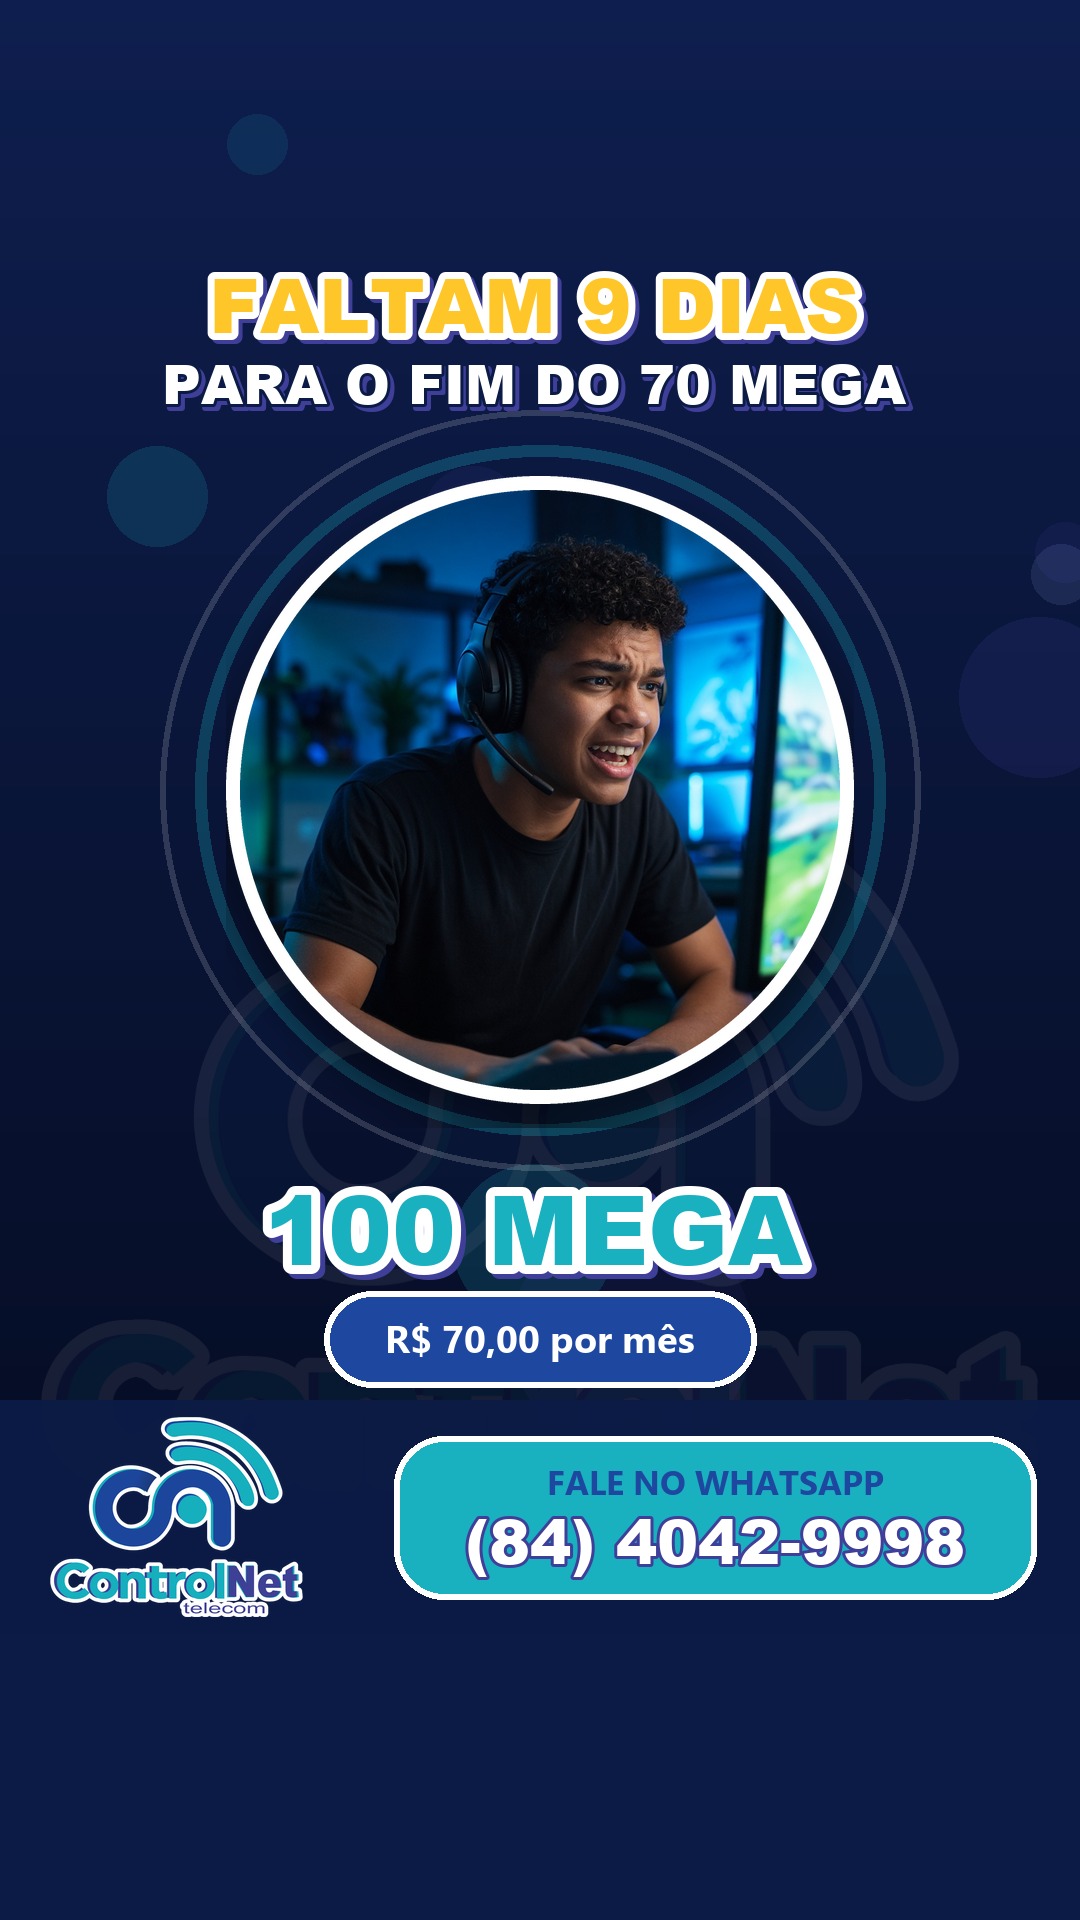 FALTAM 9 DIAS
PARA O FIM DO 70 MEGA
100 MEGA
R$ 70,00 por mês
ControlNet
telecom
FALE NO WHATSAPP
(84) 4042-9998